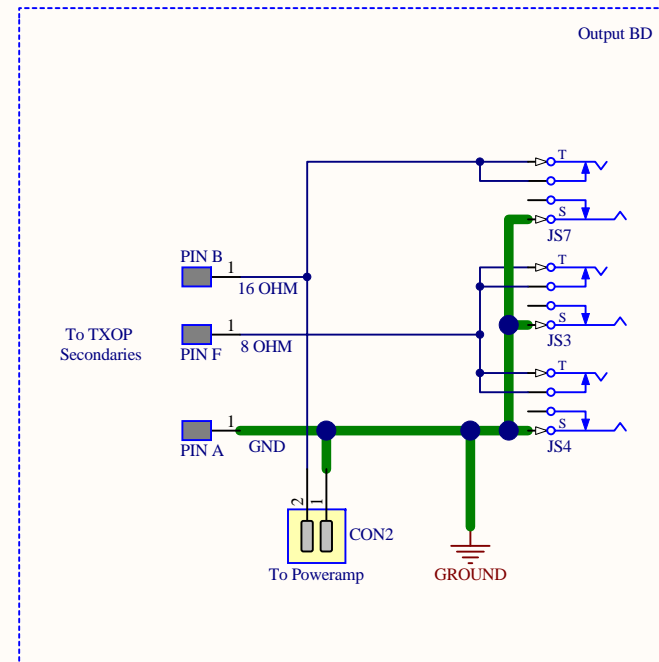 Output BD
T
S
JS7
PIN B
1
16 OHM
T
S
JS3
To TXOP
Secondaries
1
PIN F
8 OHM
T
S
JS4
1
PIN A
GND
2
1
CON2
To Poweramp
GROUND